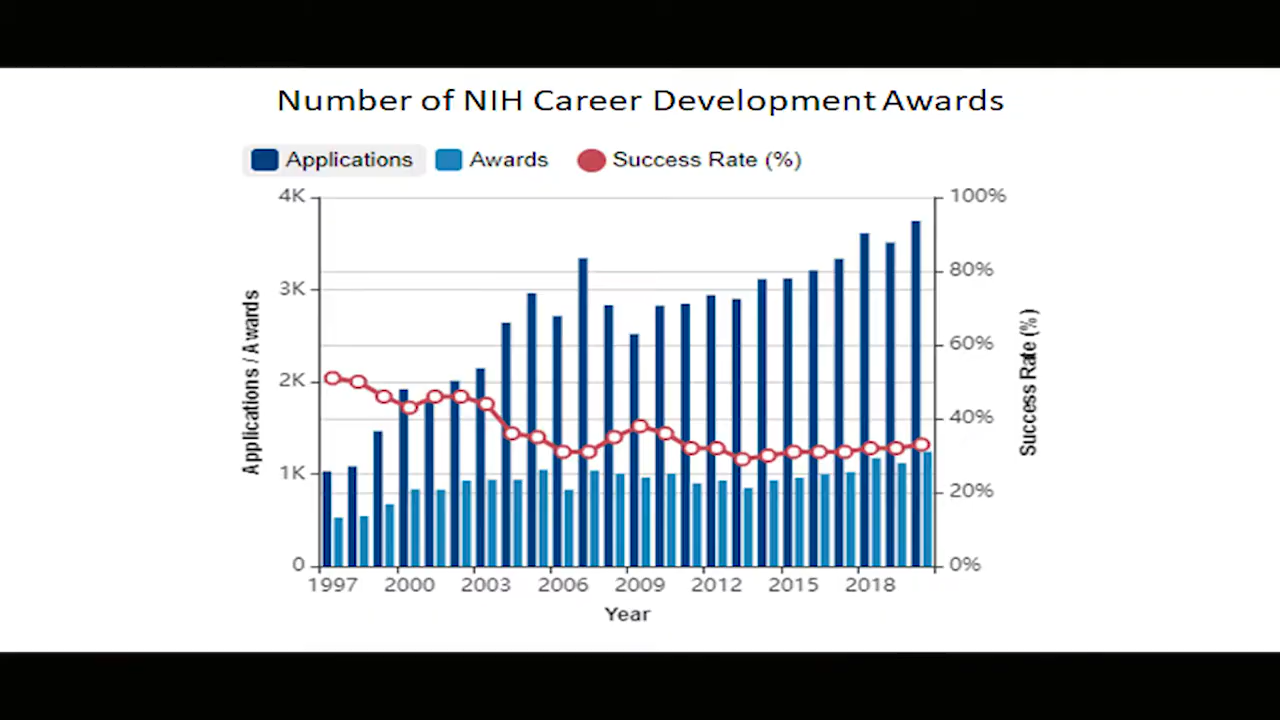 Number of NIH Career Development Awards
Applications Awards Success Rate (%)
4K 100%
80%
3K
60%
2K
40%
1K
20%
0 0%
Applications / Awards
Success Rate (%)
1997 2000 2003 2006 2009 2012 2015 2018
Year